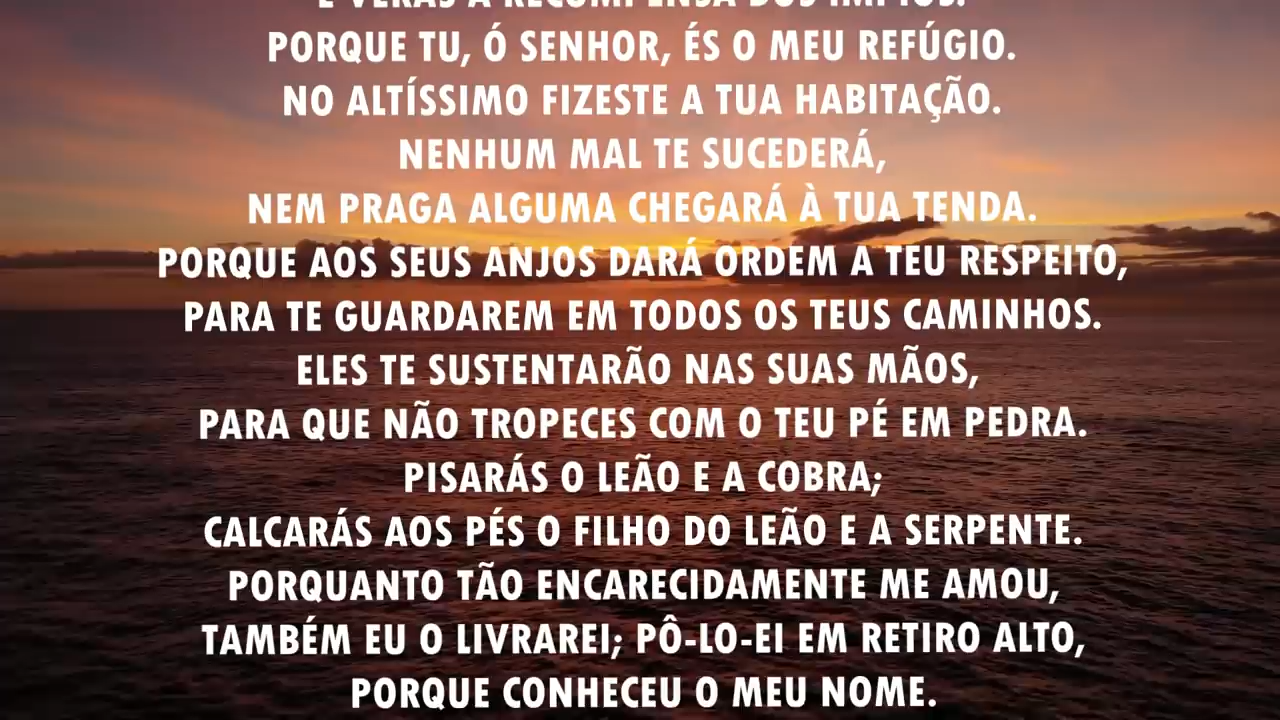 E VERÁS A RECOMPENSA DOS ÍMPIOS.
PORQUE TU, Ó SENHOR, ÉS O MEU REFÚGIO.
NO ALTÍSSIMO FIZESTE A TUA HABITAÇÃO.
NENHUM MAL TE SUCEDERÁ,
NEM PRAGA ALGUMA CHEGARÁ À TUA TENDA.
PORQUE AOS SEUS ANJOS DARÁ ORDEM A TEU RESPEITO,
PARA TE GUARDAREM EM TODOS OS TEUS CAMINHOS.
ELES TE SUSTENTARÃO NAS SUAS MÃOS,
PARA QUE NÃO TROPECES COM O TEU PÉ EM PEDRA.
PISARÁS O LEÃO E A COBRA;
CALCARÁS AOS PÉS O FILHO DO LEÃO E A SERPENTE.
PORQUANTO TÃO ENCARECIDAMENTE ME AMOU,
TAMBÉM EU O LIVRAREI; PÔ-LO-EI EM RETIRO ALTO,
PORQUE CONHECEU O MEU NOME.